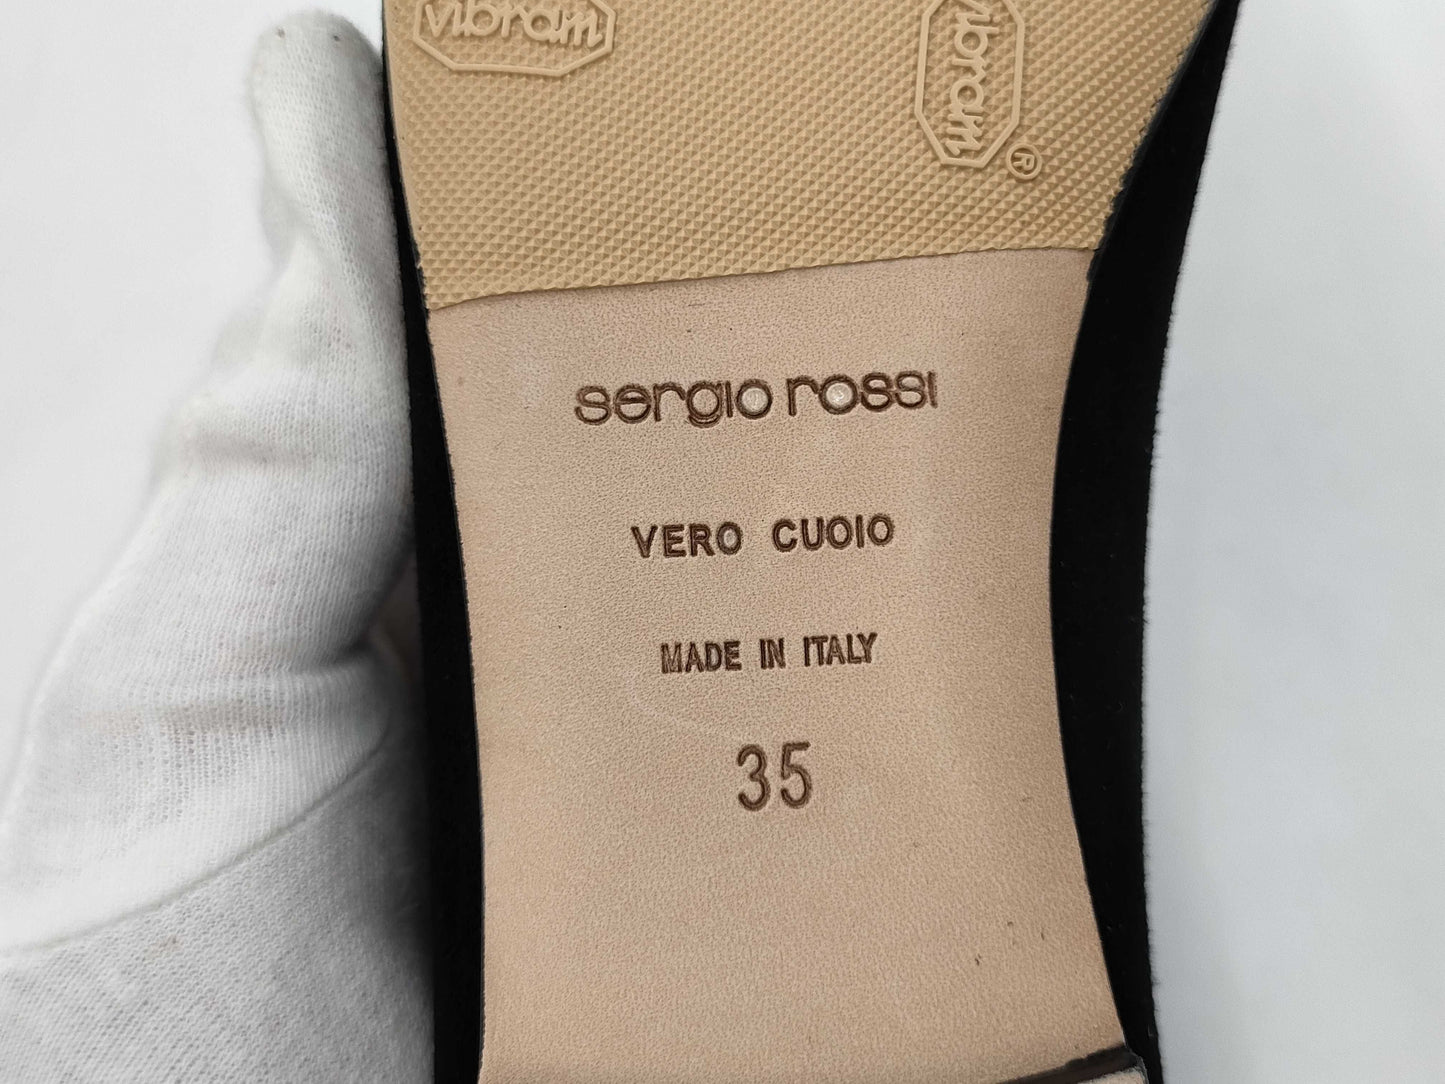 vibram
vibram®
sergio rossi
VERO CUOIO
MADE IN ITALY
35